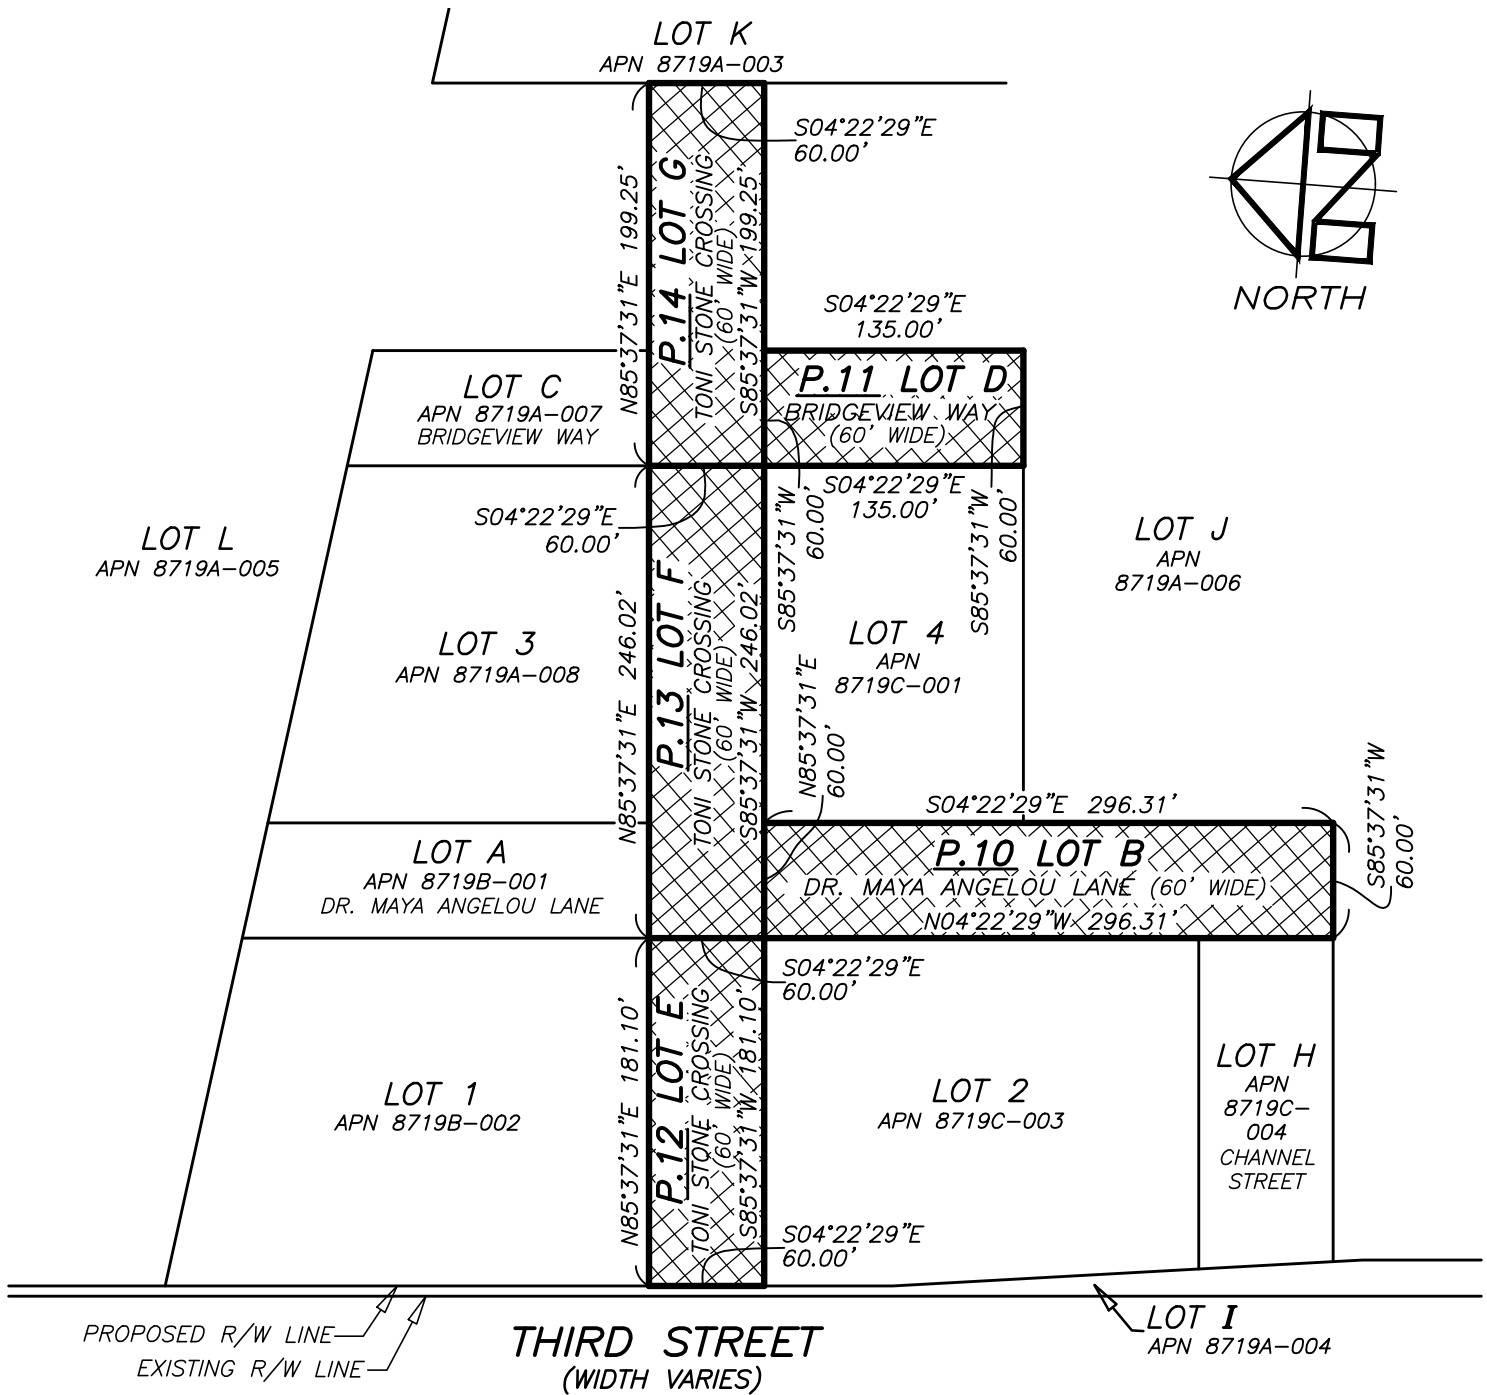 LOT K
APN 8719A-003
S04°22'29"E
60.00'
NORTH
N85°37'31"E 199.25'
P.14 LOT G
TONI STONE CROSSING
(60' WIDE)
S85°37'31"W 199.25'
S04°22'29"E
135.00'
P.11 LOT D
BRIDGEVIEW WAY
(60' WIDE)
LOT C
APN 8719A-007
BRIDGEVIEW WAY
S04°22'29"E
60.00'
S85°37'31"W
60.00'
S04°22'29"E
135.00'
S85°37'31"W
60.00'
LOT L
APN 8719A-005
LOT J
APN
8719A-006
LOT 3
APN 8719A-008
N85°37'31"E 246.02'
P.13 LOT F
TONI STONE CROSSING
(60' WIDE)
S85°37'31"W 246.02'
LOT 4
APN
8719C-001
N85°37'31"E
60.00'
S04°22'29"E 296.31'
S85°37'31"W
60.00'
P.10 LOT B
DR. MAYA ANGELOU LANE (60' WIDE)
N04°22'29"W 296.31'
LOT A
APN 8719B-001
DR. MAYA ANGELOU LANE
S04°22'29"E
60.00'
LOT 1
APN 8719B-002
N85°37'31"E 181.10'
P.12 LOT E
TONI STONE CROSSING
(60' WIDE)
S85°37'31"W 181.10'
LOT 2
APN 8719C-003
LOT H
APN
8719C-
004
CHANNEL
STREET
S04°22'29"E
60.00'
PROPOSED R/W LINE
EXISTING R/W LINE
THIRD STREET
(WIDTH VARIES)
LOT I
APN 8719A-004